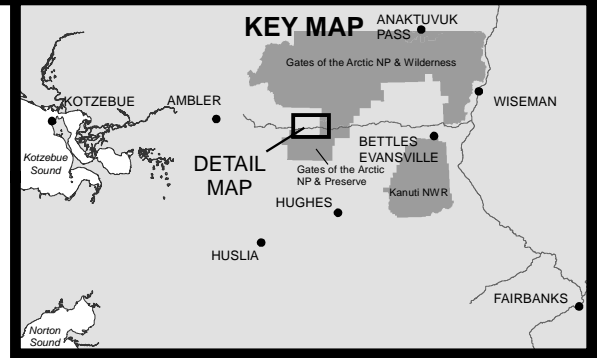 KEY MAP
ANAKTUVUK
PASS
Gates of the Arctic NP & Wilderness
KOTZEBUE
AMBLER
WISEMAN
Kotzebue
Sound
DETAIL
MAP
BETTLES
EVANSVILLE
Gates of the Arctic
NP & Preserve
Kanuti NWR
HUGHES
HUSLIA
FAIRBANKS
Norton
Sound